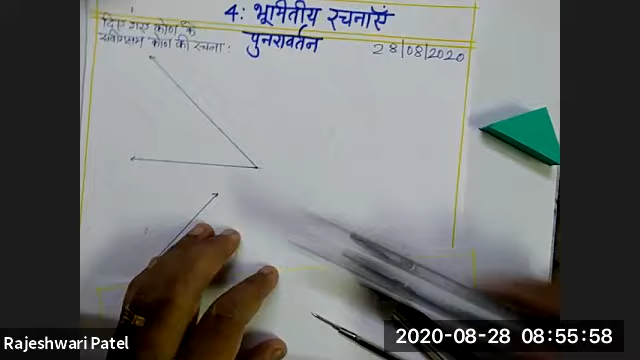 4: भूमितीय रचनाएँ
दिए गए कोण के
सर्वांगसम कोण की रचना :
पुनरावर्तन
28/08/2020
Rajeshwari Patel
2020-08-28 08:55:58